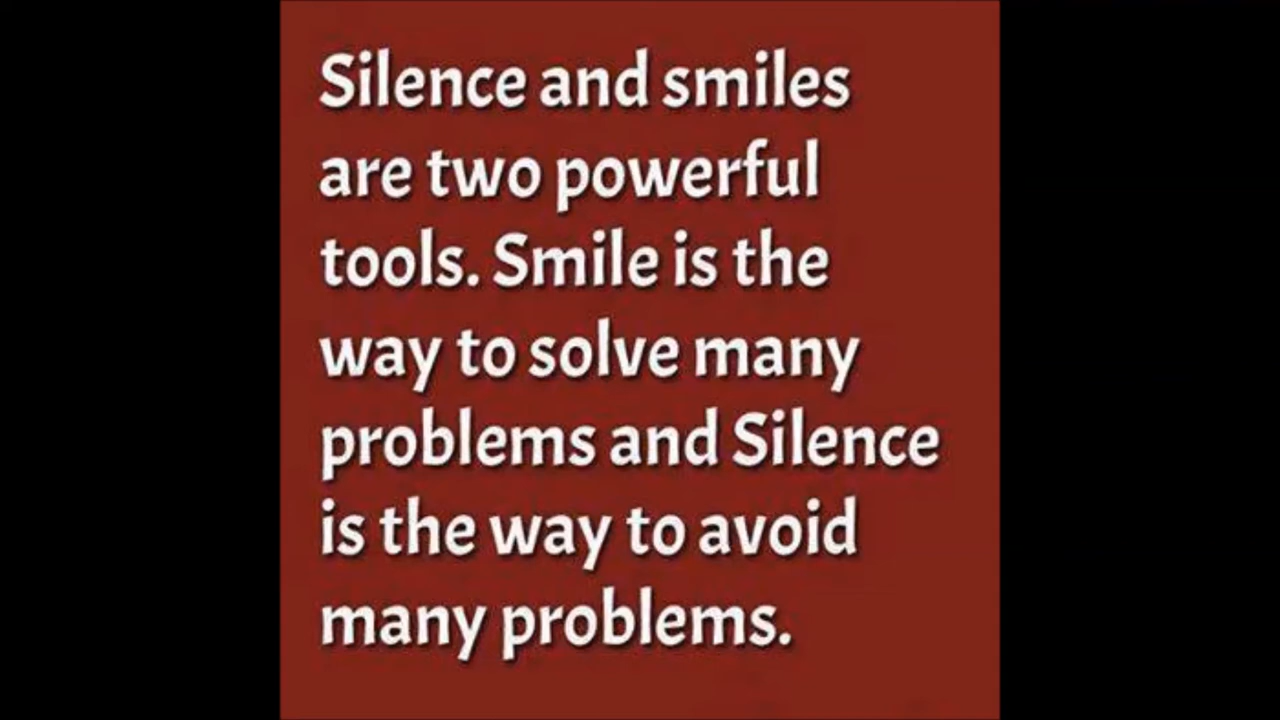 Silence and smiles
are two powerful
tools. Smile is the
way to solve many
problems and Silence
is the way to avoid
many problems.